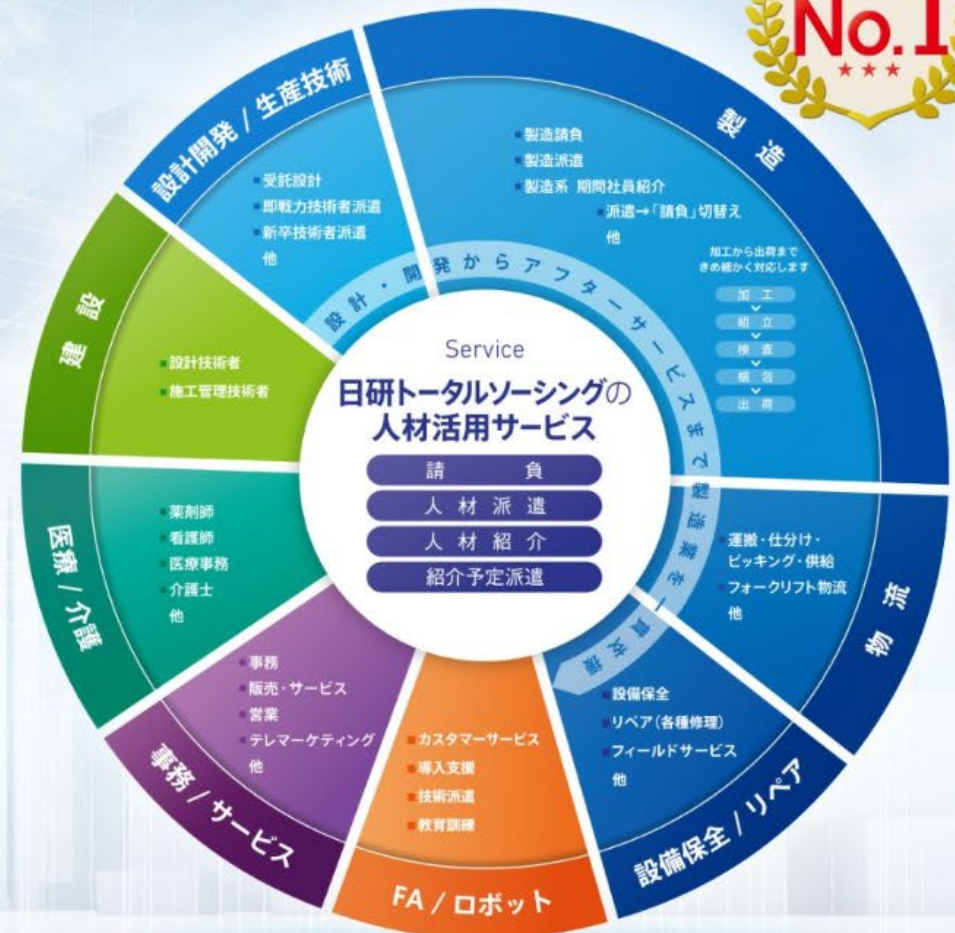 No.1
設計開発 / 生産技術
受託設計
即戦力技術者派遣
新卒技術者派遣
他
製造
製造請負
製造派遣
製造系 期間社員紹介
派遣→「請負」切替え
他
加工から出荷まで
きめ細かく対応します
加工
組立
検査
梱包
出荷
建設
設計技術者
施工管理技術者
設計・開発からアフターサービスまで製造業を一貫支援
Service
日研トータルソーシングの
人材活用サービス
請負
人材派遣
人材紹介
紹介予定派遣
医療 / 介護
薬剤師
看護師
医療事務
介護士
他
物流
運搬・仕分け・
ピッキング・供給
フォークリフト物流
他
事務 / サービス
事務
販売・サービス
営業
テレマーケティング
他
FA / ロボット
カスタマーサービス
導入支援
技術派遣
教育訓練
設備保全 / リペア
設備保全
リペア(各種修理)
フィールドサービス
他